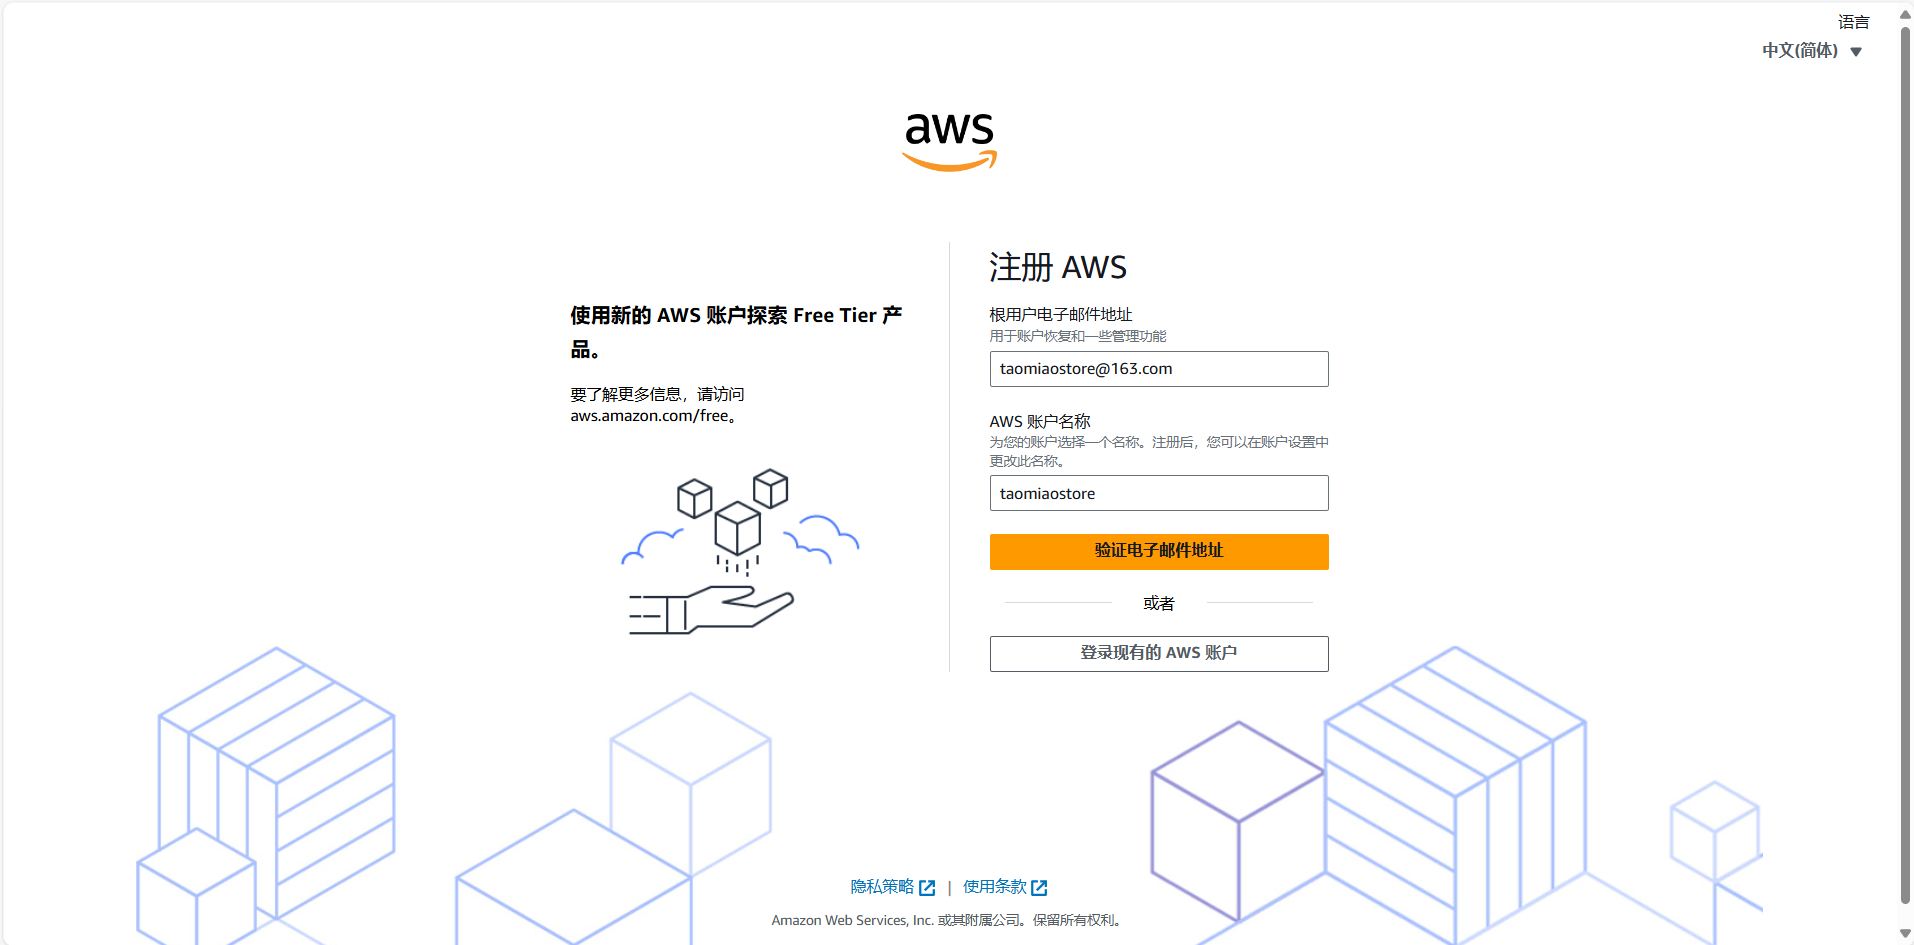 语言
中文(简体)
aws
使用新的 AWS 账户探索 Free Tier 产
品。
要了解更多信息，请访问
aws.amazon.com/free。
注册 AWS
根用户电子邮件地址
用于账户恢复和一些管理功能
taomiaostore@163.com
AWS 账户名称
为您的账户选择一个名称。注册后，您可以在账户设置中
更改此名称。
taomiaostore
验证电子邮件地址
或者
登录现有的 AWS 账户
隐私策略 | 使用条款
Amazon Web Services, Inc. 或其附属公司。保留所有权利。